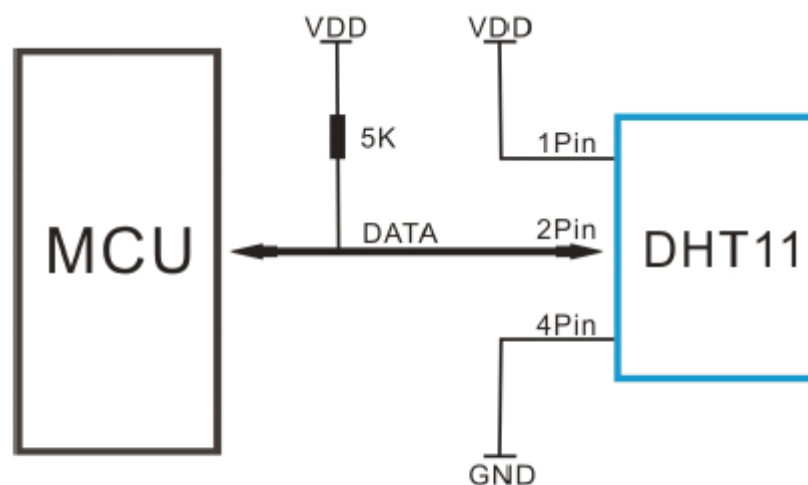 VDD
VDD
5K
1Pin
MCU
DATA
2Pin
DHT11
4Pin
GND